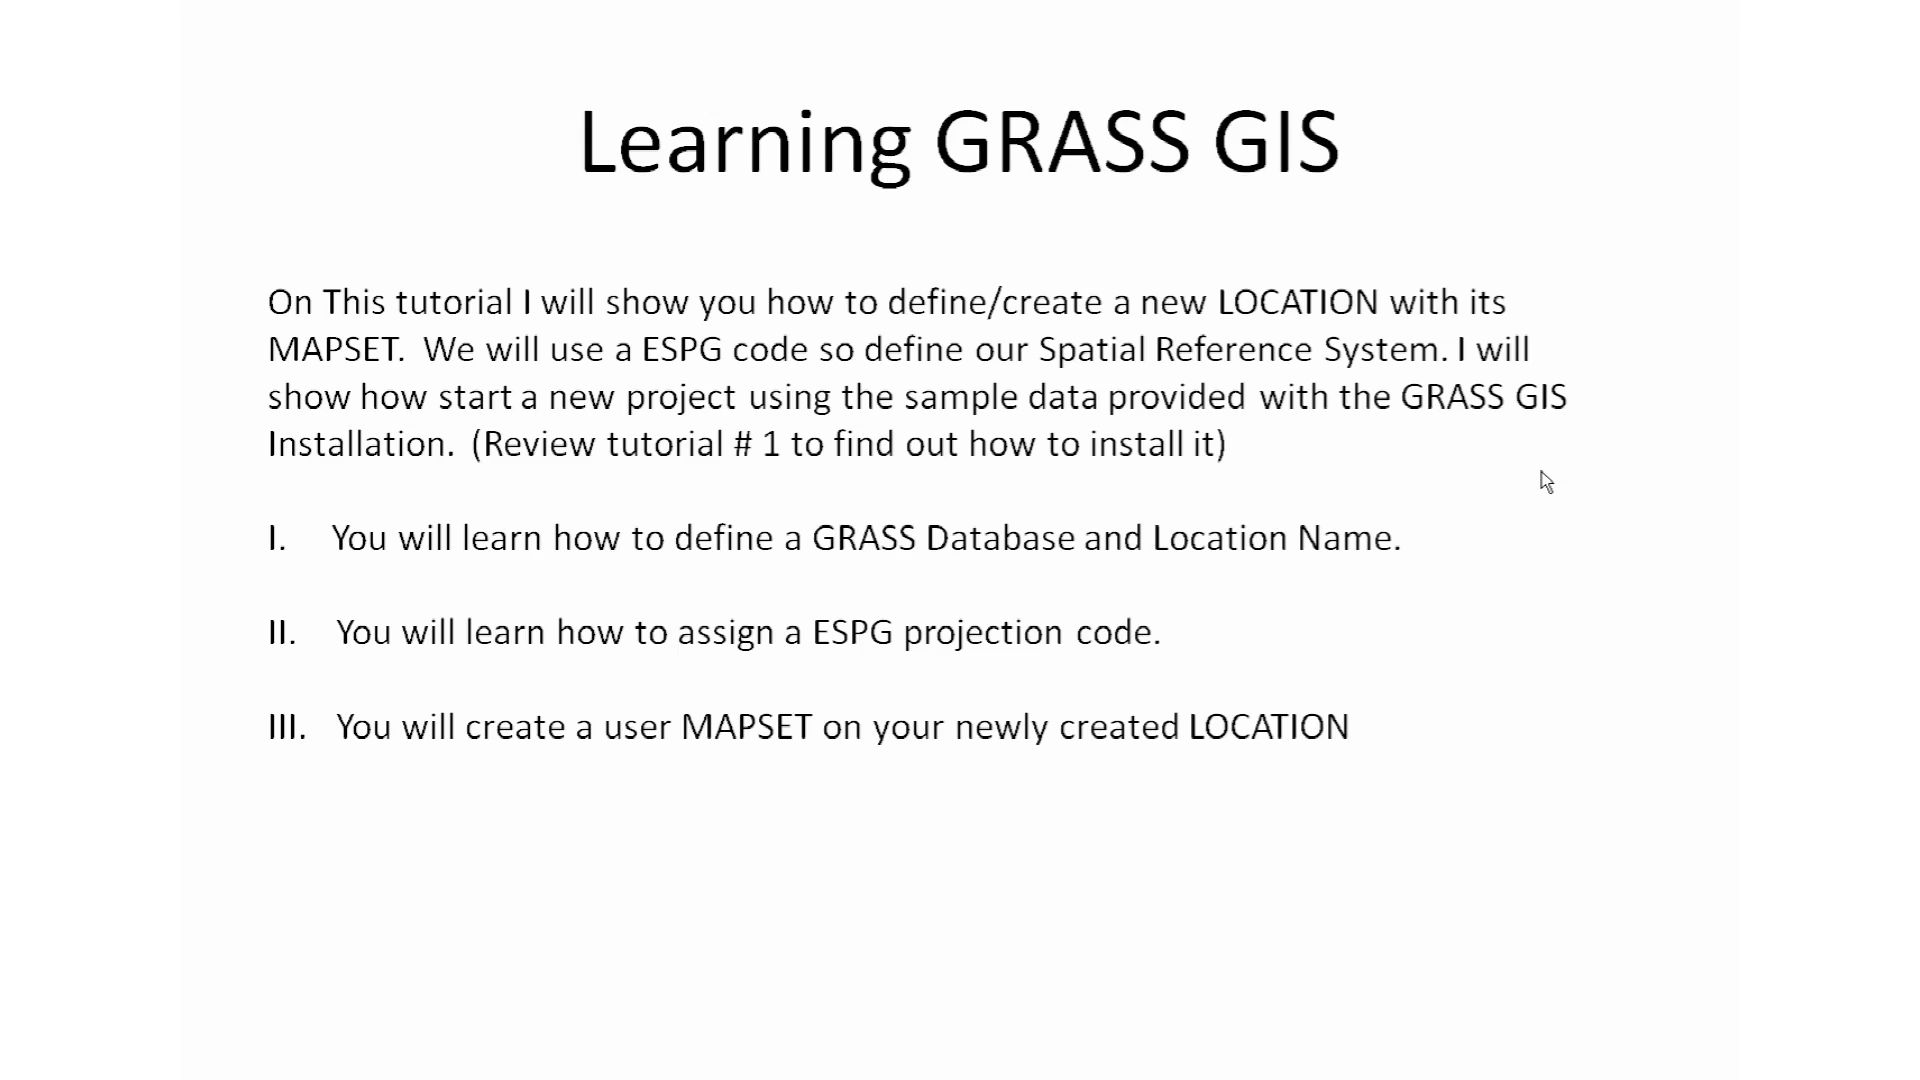 Learning GRASS GIS
On This tutorial I will show you how to define/create a new LOCATION with its
MAPSET.  We will use a ESPG code so define our Spatial Reference System. I will
show how start a new project using the sample data provided with the GRASS GIS
Installation.  (Review tutorial # 1 to find out how to install it)
I. You will learn how to define a GRASS Database and Location Name.
II. You will learn how to assign a ESPG projection code.
III. You will create a user MAPSET on your newly created LOCATION